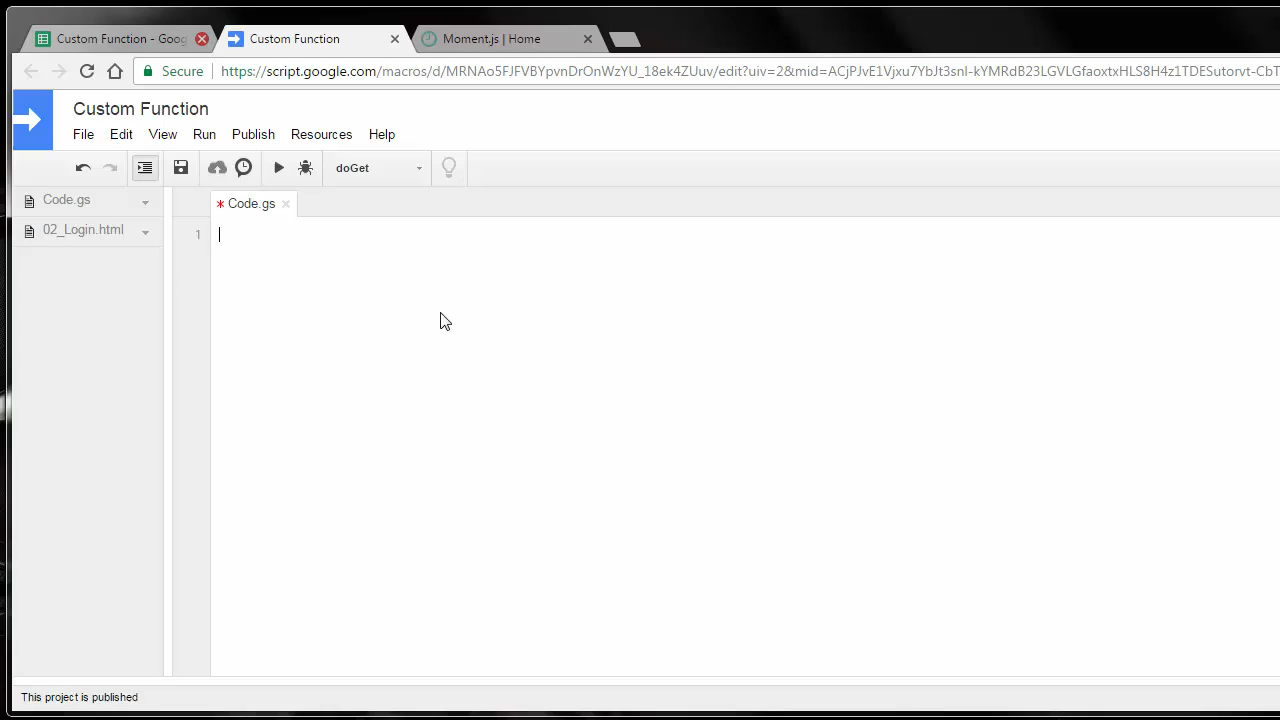 Custom Function - Goog
Custom Function
Moment.js | Home
Secure
https://script.google.com/macros/d/MRNAo5FJFVBYpvnDrOnWzYU_18ek4ZUuv/edit?uiv=2&mid=ACjPJvE1Vjxu7YbJt3snl-kYMRdB23LGVLGfaoxtxHLS8H4z1TDESutorvt-CbT
Custom Function
File Edit View Run Publish Resources Help
doGet
Code.gs
* Code.gs
02_Login.html
1
This project is published